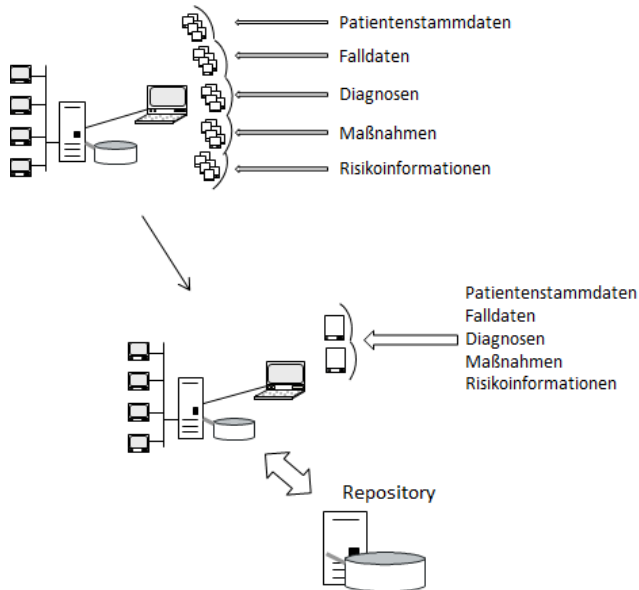 Patientenstammdaten
Falldaten
Diagnosen
Maßnahmen
Risikoinformationen
Patientenstammdaten
Falldaten
Diagnosen
Maßnahmen
Risikoinformationen
Repository